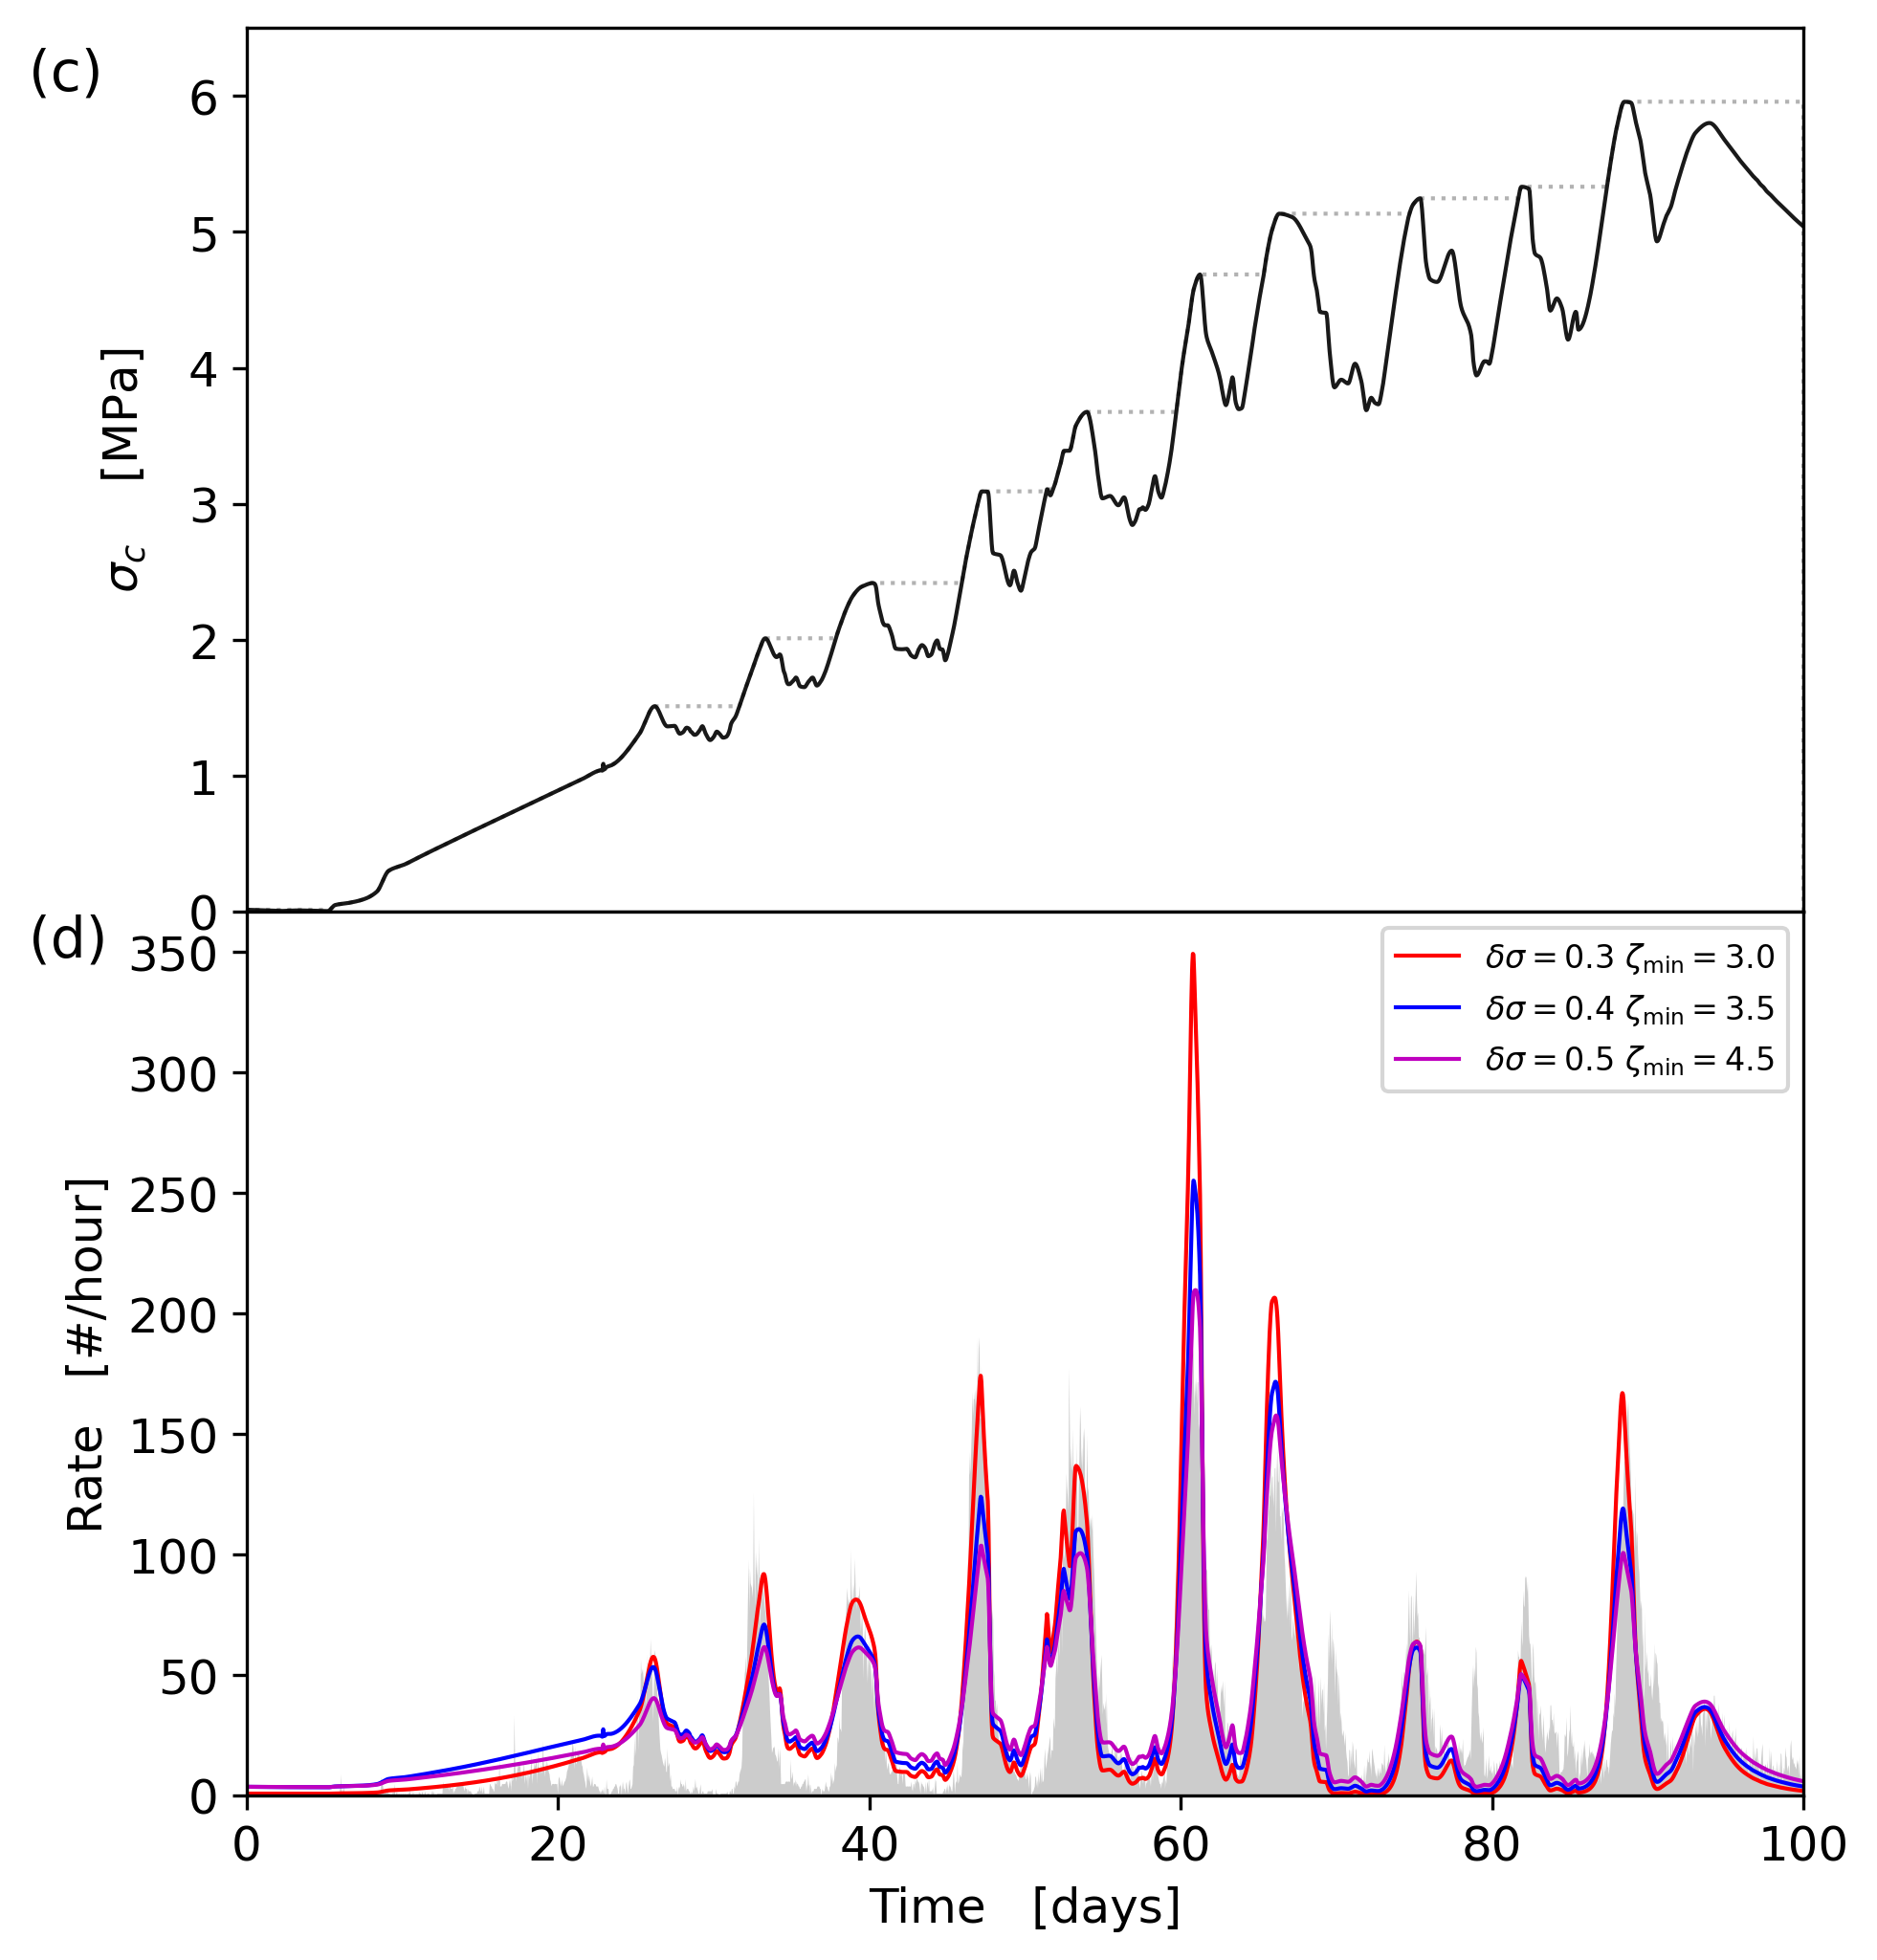 (c)
6
5
4
3
2
1
0
σc [MPa]
(d)
350
300
250
200
150
100
50
0
Rate [#/hour]
δσ = 0.3 ζmin = 3.0
δσ = 0.4 ζmin = 3.5
δσ = 0.5 ζmin = 4.5
0 20 40 60 80 100
Time [days]